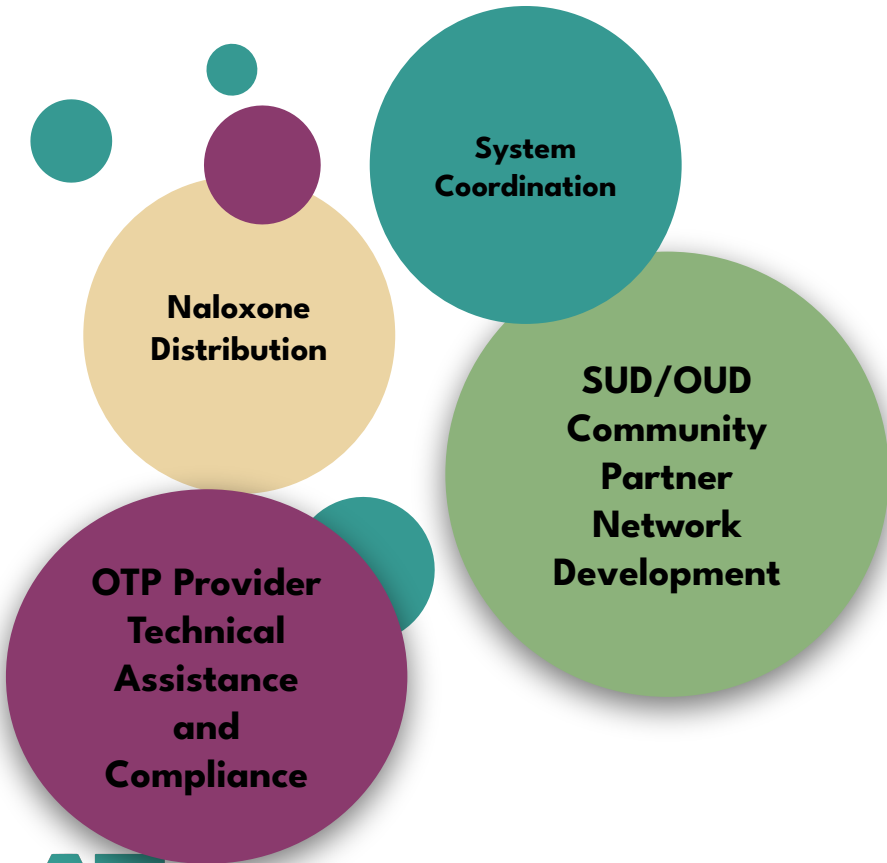 System
Coordination
Naloxone
Distribution
SUD/OUD
Community
Partner
Network
Development
OTP Provider
Technical
Assistance
and
Compliance